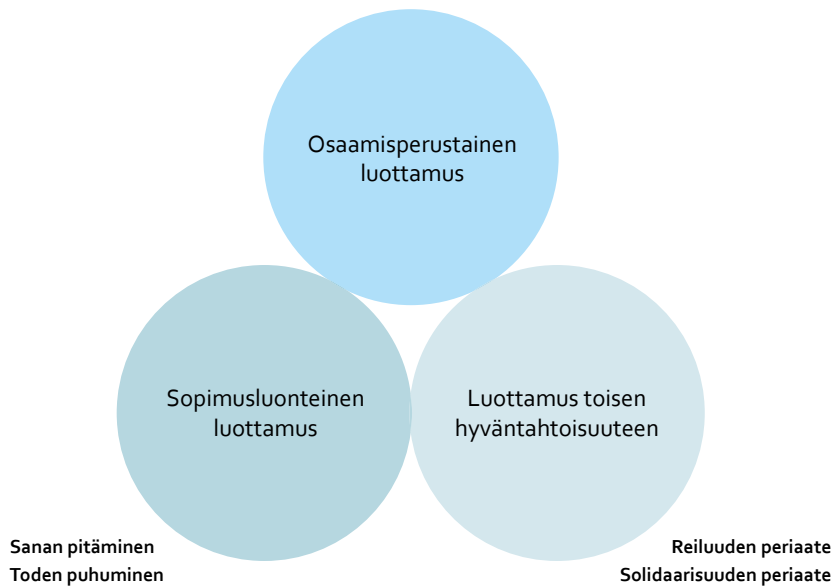 Osaamisperustainen
luottamus
Sopimusluonteinen
luottamus
Luottamus toisen
hyväntahtoisuuteen
Sanan pitäminen
Toden puhuminen
Reiluuden periaate
Solidaarisuuden periaate